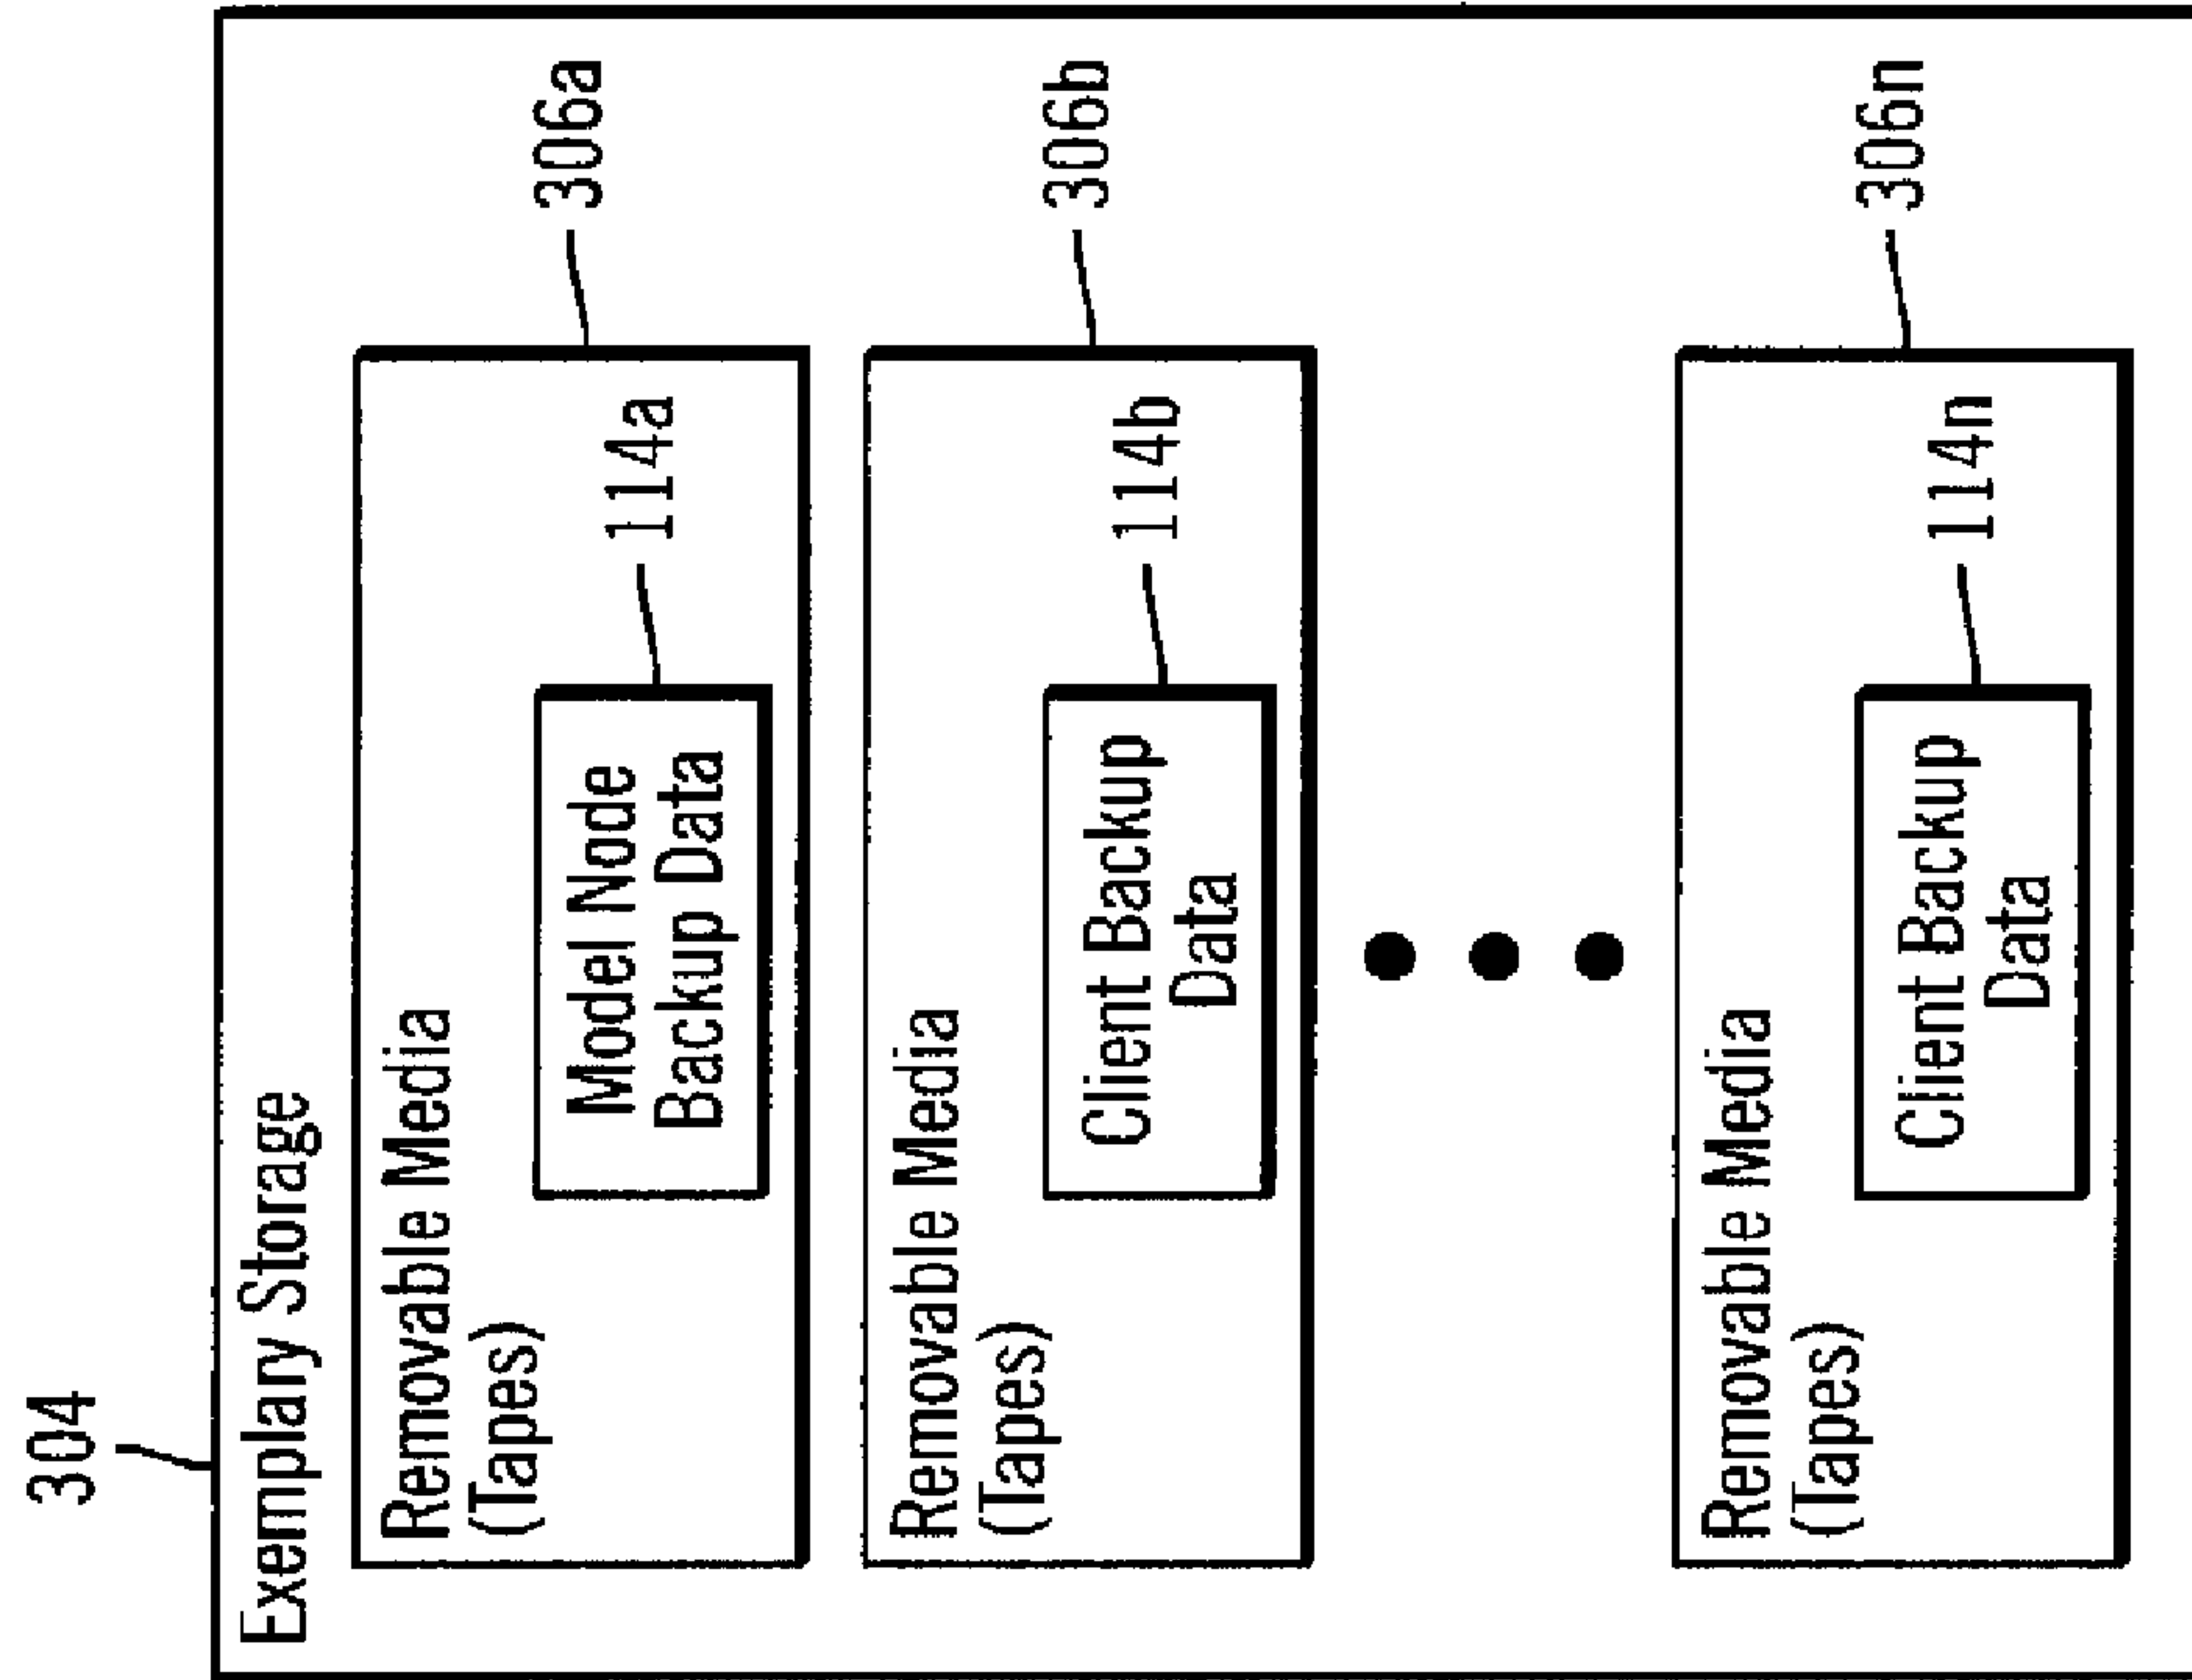 304
Exemplary Storage
Removable Media
(Tapes)
306a
114a
Model Node
Backup Data
Removable Media
(Tapes)
306b
114b
Client Backup
Data
Removable Media
(Tapes)
306n
114n
Client Backup
Data